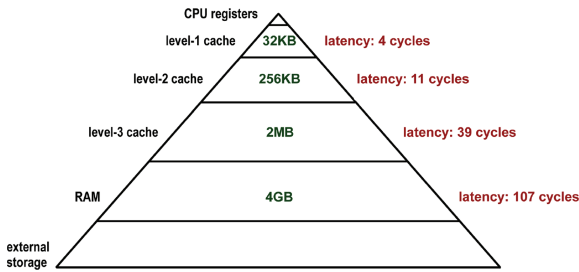 CPU registers
level-1 cache 32KB latency: 4 cycles
level-2 cache 256KB latency: 11 cycles
level-3 cache 2MB latency: 39 cycles
RAM 4GB latency: 107 cycles
external
storage